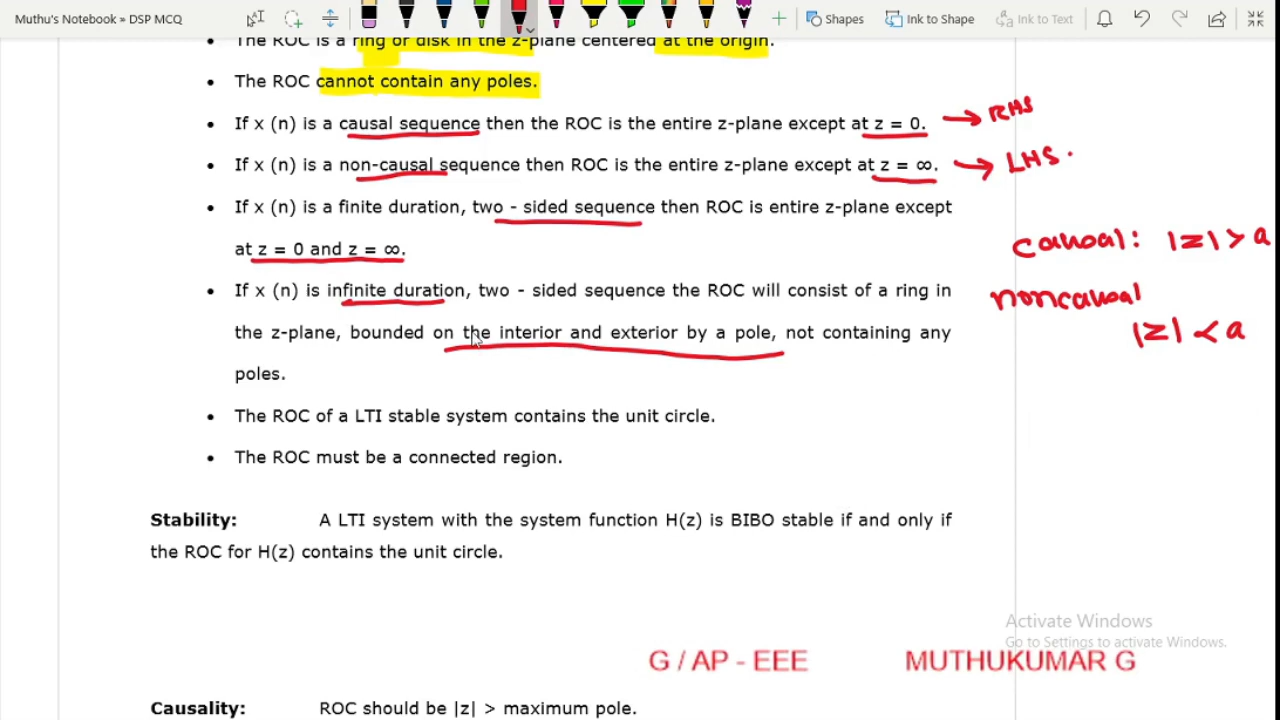 Muthu's Notebook » DSP MCQ
Shapes
Ink to Shape
Ink to Text
• The ROC is a ring or disk in the z-plane centered at the origin.
• The ROC cannot contain any poles.
• If x (n) is a causal sequence then the ROC is the entire z-plane except at z = 0. → RHS
• If x (n) is a non-causal sequence then ROC is the entire z-plane except at z = ∞. → LHS.
• If x (n) is a finite duration, two - sided sequence then ROC is entire z-plane except
at z = 0 and z = ∞.
causal: |z| > a
• If x (n) is infinite duration, two - sided sequence the ROC will consist of a ring in
noncausal
the z-plane, bounded on the interior and exterior by a pole, not containing any
|z| < a
poles.
• The ROC of a LTI stable system contains the unit circle.
• The ROC must be a connected region.
Stability: A LTI system with the system function H(z) is BIBO stable if and only if
the ROC for H(z) contains the unit circle.
Activate Windows
Go to Settings to activate Windows.
G / AP - EEE MUTHUKUMAR G
Causality: ROC should be |z| > maximum pole.